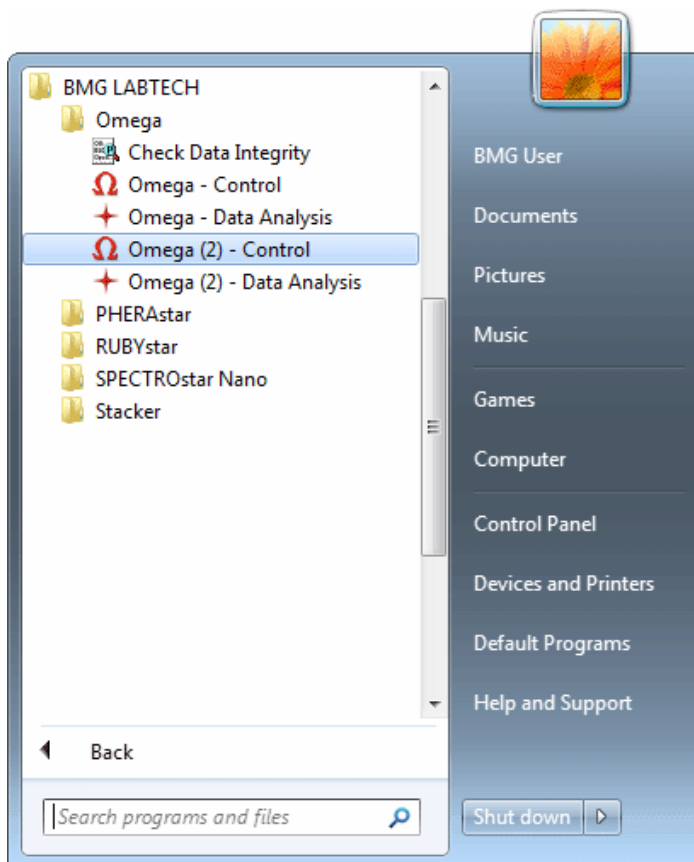 BMG LABTECH
Omega
Check Data Integrity
Omega - Control
Omega - Data Analysis
Omega (2) - Control
Omega (2) - Data Analysis
PHERAstar
RUBYstar
SPECTROstar Nano
Stacker
Back
Search programs and files
BMG User
Documents
Pictures
Music
Games
Computer
Control Panel
Devices and Printers
Default Programs
Help and Support
Shut down